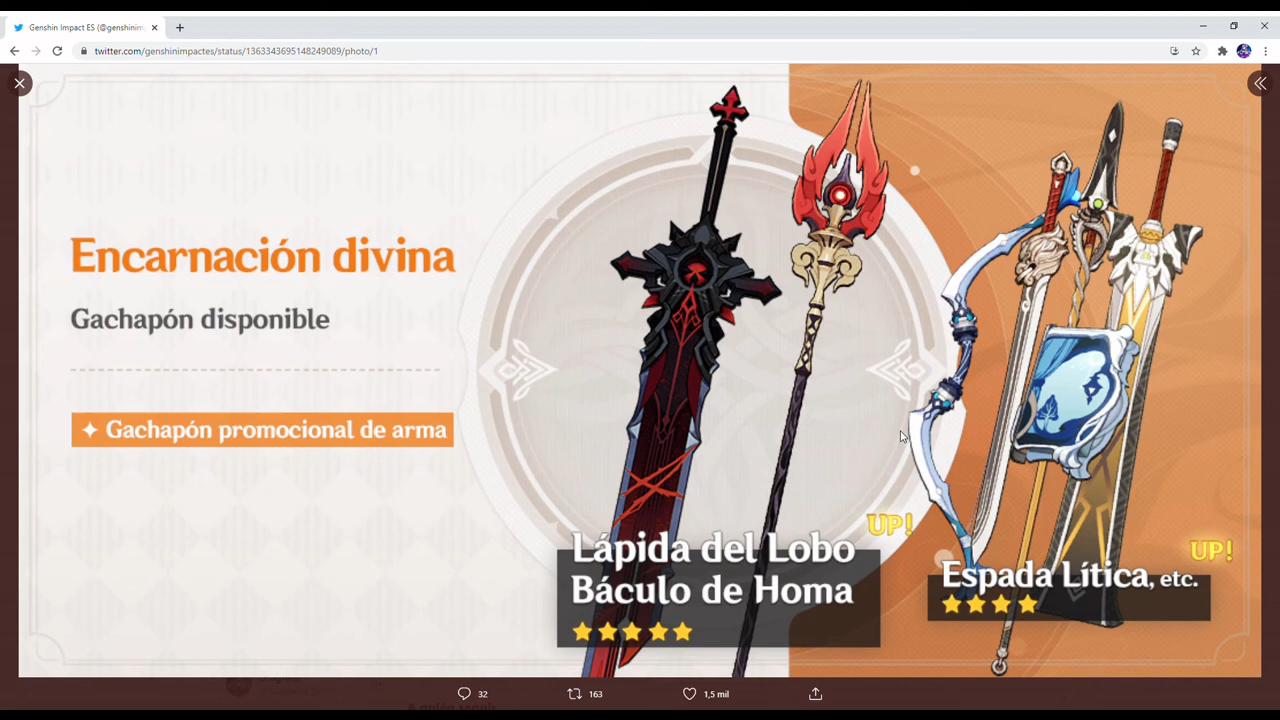 Genshin Impact ES (@genshinim
twitter.com/genshinimpactes/status/1363343695148249089/photo/1
Encarnación divina
Gachapón disponible
Gachapón promocional de arma
UP!
Lápida del Lobo
Báculo de Homa
UP!
Espada Lítica, etc.
32
163
1,5 mil